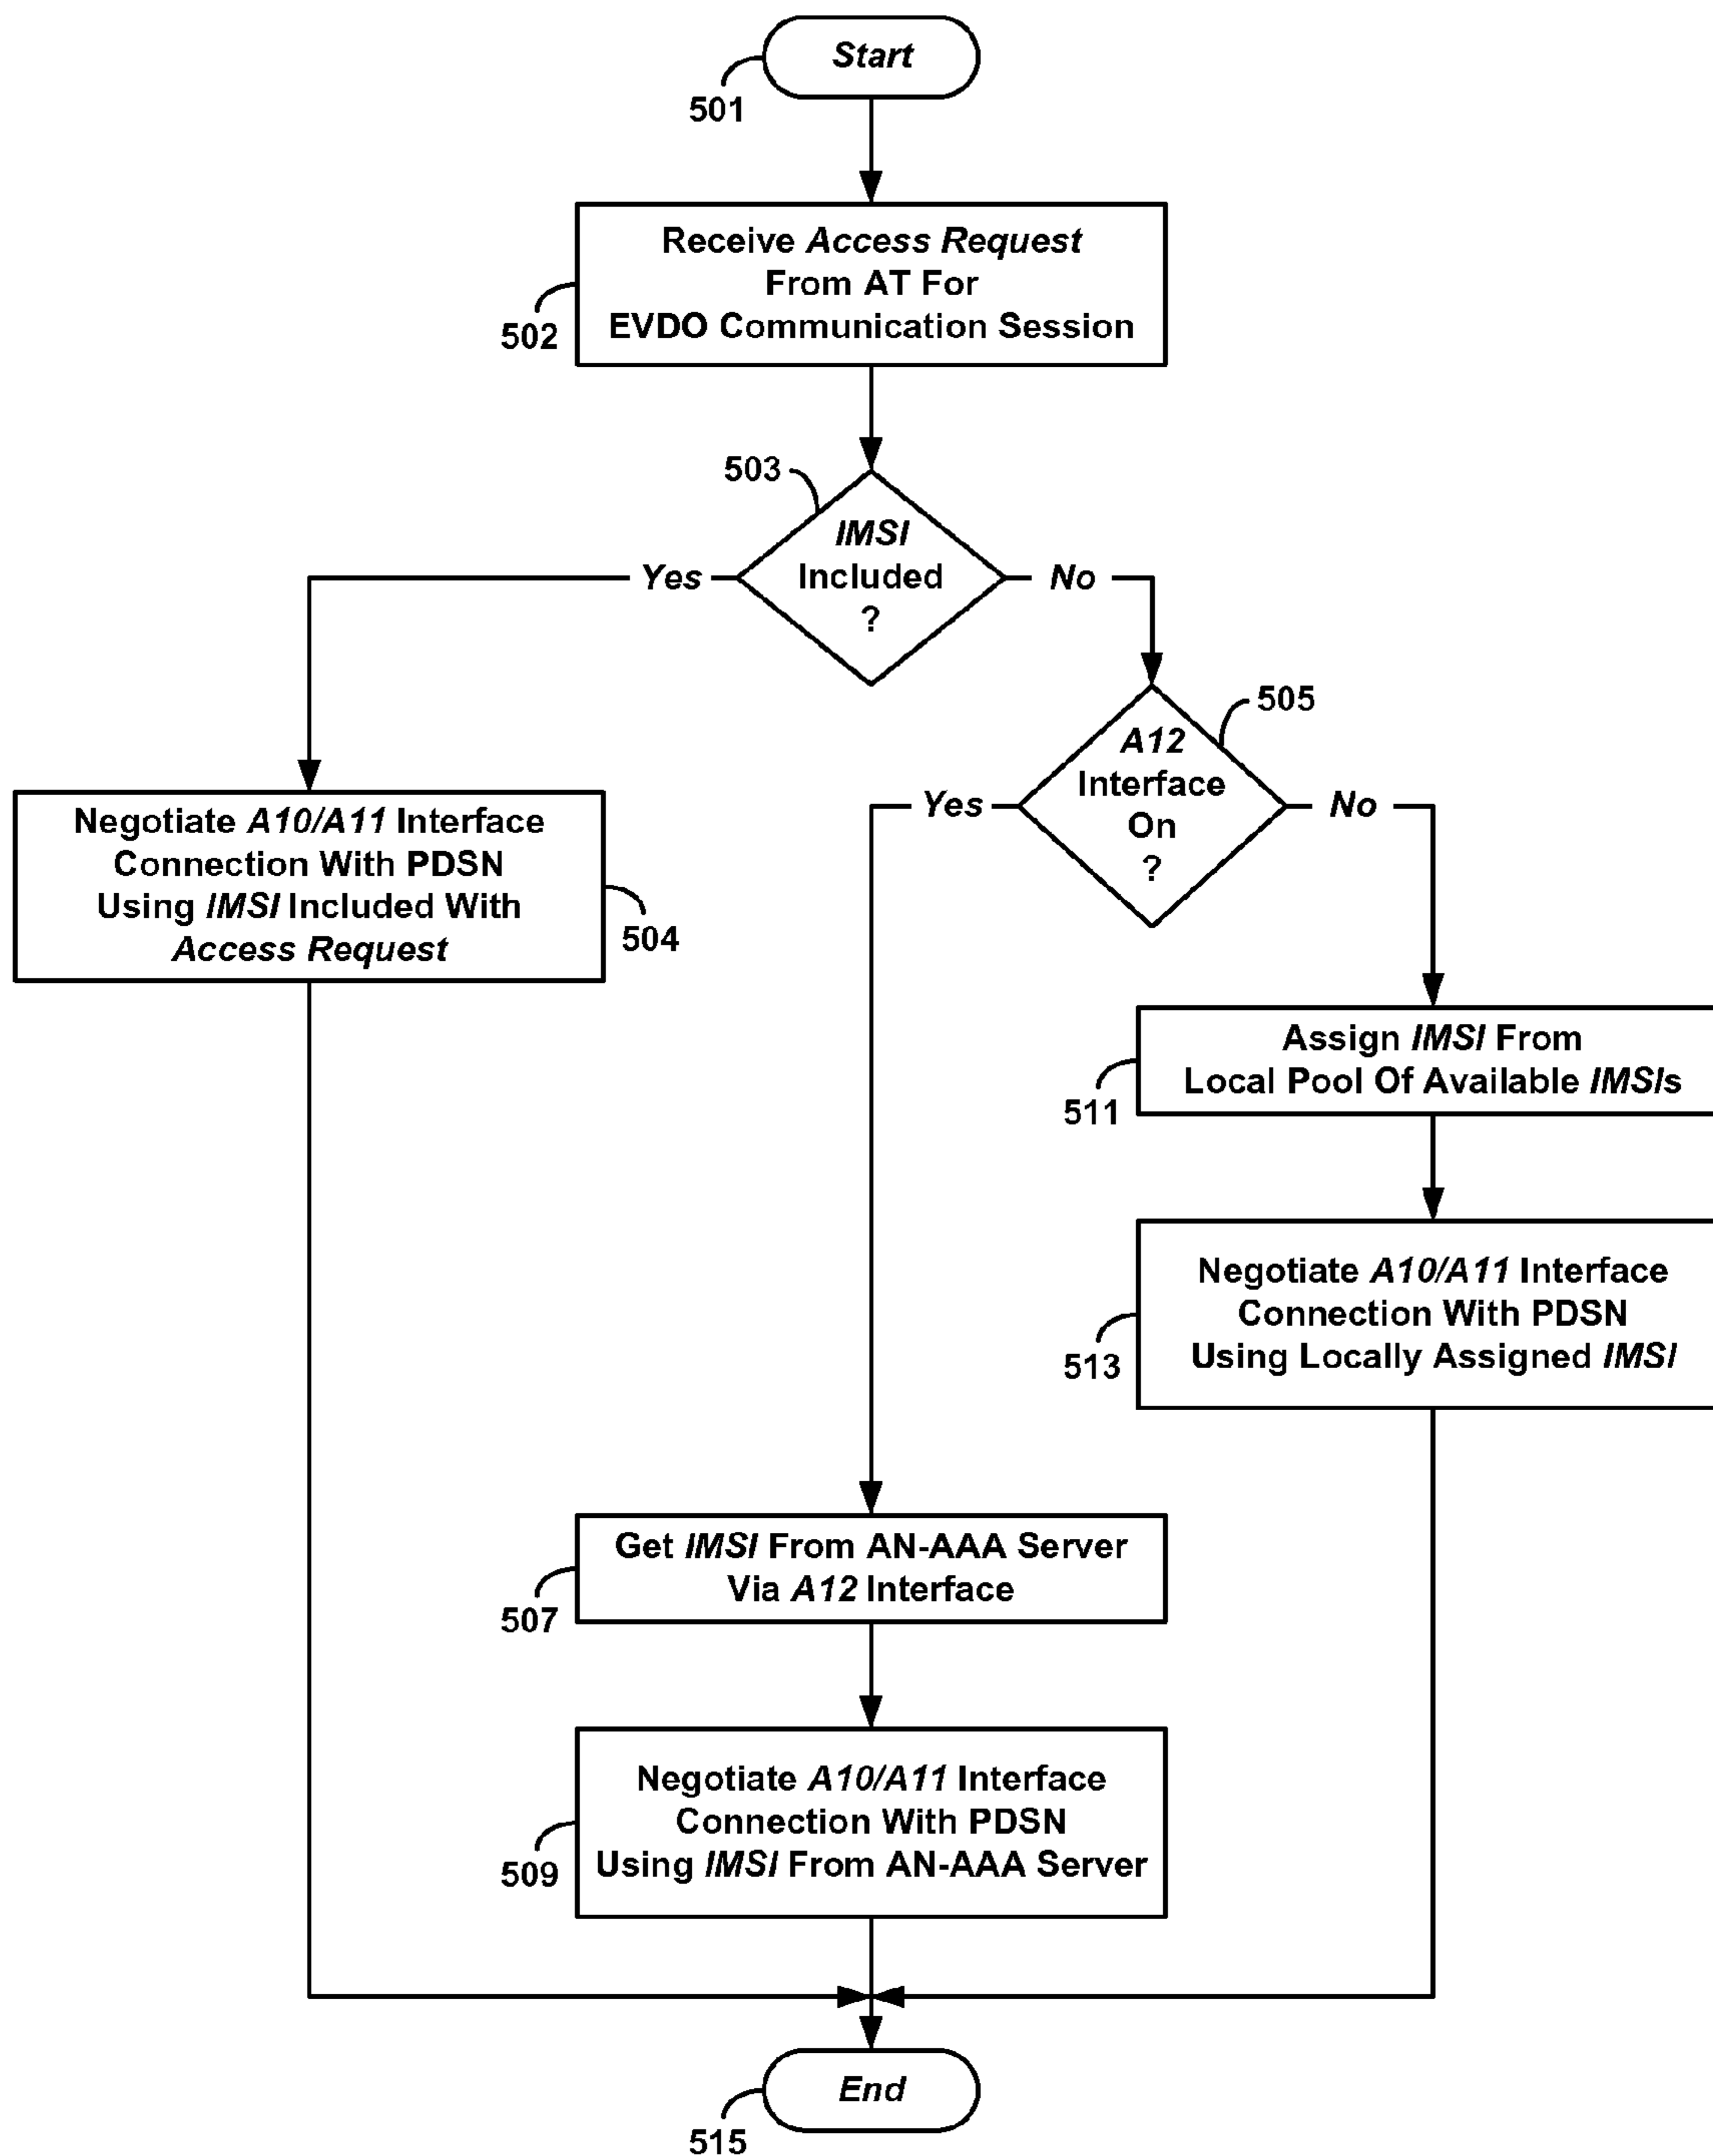 Start
501
Receive Access Request
From AT For
EVDO Communication Session
502
503
IMSI
Included
?
Yes
No
505
A12
Interface
On
?
Yes
No
Negotiate A10/A11 Interface
Connection With PDSN
Using IMSI Included With
Access Request
504
Assign IMSI From
Local Pool Of Available IMSIs
511
Negotiate A10/A11 Interface
Connection With PDSN
Using Locally Assigned IMSI
513
Get IMSI From AN-AAA Server
Via A12 Interface
507
Negotiate A10/A11 Interface
Connection With PDSN
Using IMSI From AN-AAA Server
509
End
515